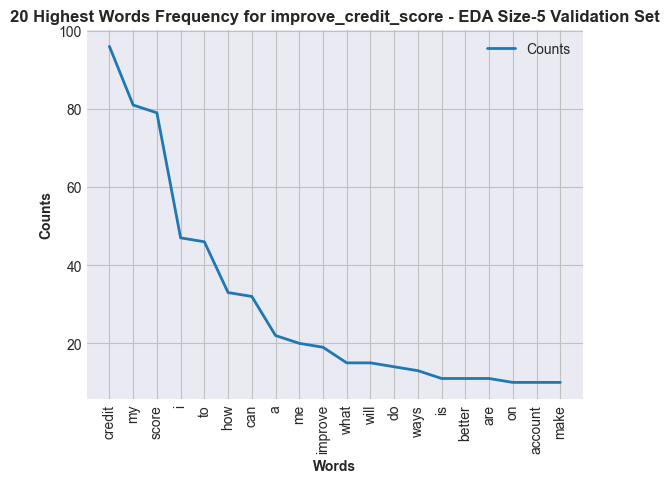 20 Highest Words Frequency for improve_credit_score - EDA Size-5 Validation Set
Counts
100
80
60
40
20
Counts
credit
my
score
i
to
how
can
a
me
improve
what
will
do
ways
is
better
are
on
account
make
Words